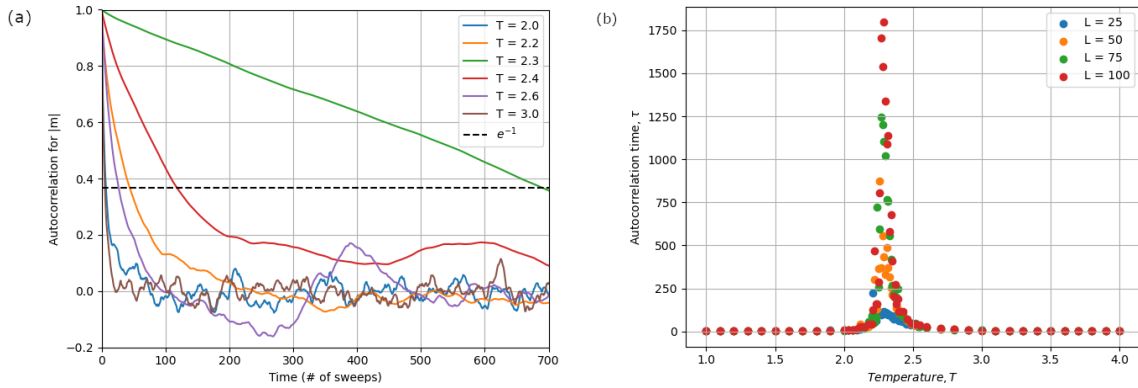 (a)
1.0
0.8
0.6
0.4
0.2
0.0
−0.2
Autocorrelation for |m|
0
100
200
300
400
500
600
700
Time (# of sweeps)
T = 2.0
T = 2.2
T = 2.3
T = 2.4
T = 2.6
T = 3.0
e⁻¹
(b)
1750
1500
1250
1000
750
500
250
0
Autocorrelation time, τ
1.0
1.5
2.0
2.5
3.0
3.5
4.0
Temperature, T
L = 25
L = 50
L = 75
L = 100